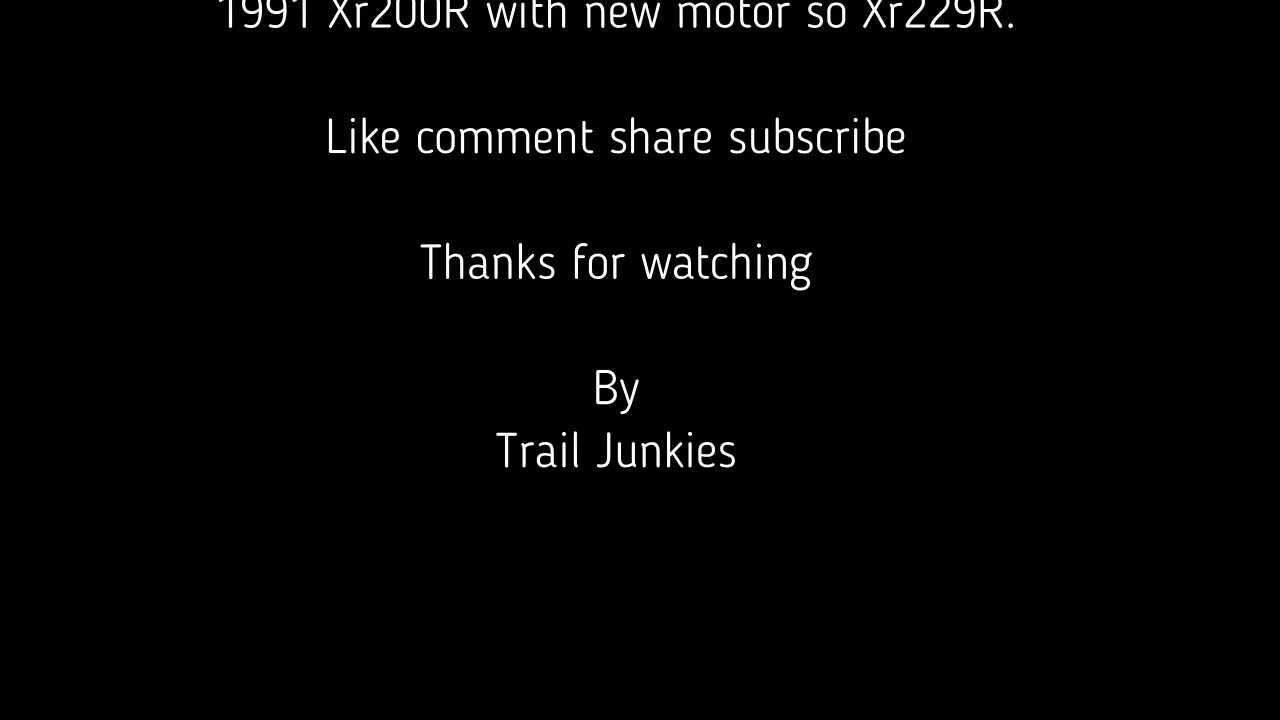 1991 Xr200R with new motor so Xr229R.
Like comment share subscribe
Thanks for watching
By
Trail Junkies